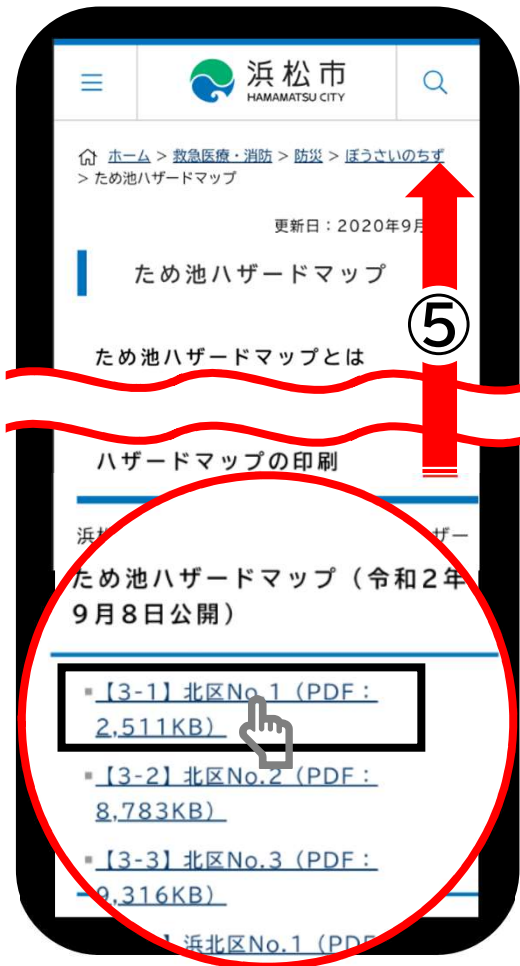 浜松市
HAMAMATSU CITY
ホーム > 救急医療・消防 > 防災 > ぼうさいのちず
> ため池ハザードマップ
更新日：2020年9月
ため池ハザードマップ
⑤
ため池ハザードマップとは
ハザードマップの印刷
浜 ザー
ため池ハザードマップ（令和2年
9月8日公開）
【3-1】北区No.1（PDF：
2,511KB）
【3-2】北区No.2（PDF：
8,783KB）
【3-3】北区No.3（PDF：
9,316KB）
浜北区No.1（PDF